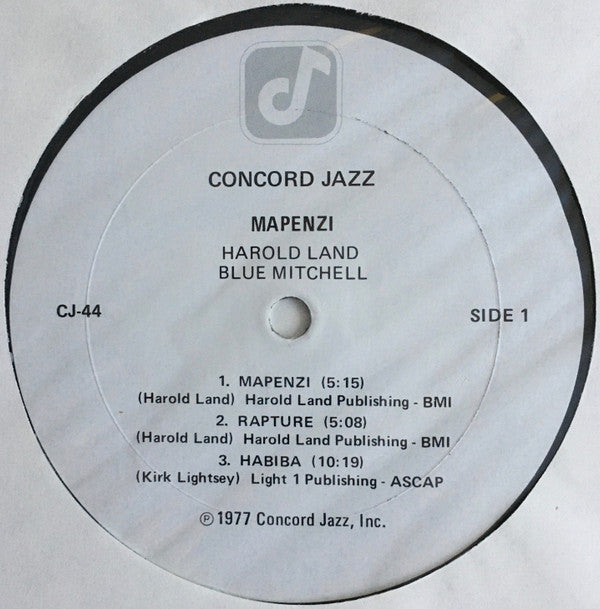 CONCORD JAZZ
MAPENZI
HAROLD LAND
BLUE MITCHELL
CJ-44
SIDE 1
1. MAPENZI (5:15)
(Harold Land) Harold Land Publishing - BMI
2. RAPTURE (5:08)
(Harold Land) Harold Land Publishing - BMI
3. HABIBA (10:19)
(Kirk Lightsey) Light 1 Publishing - ASCAP
℗ 1977 Concord Jazz, Inc.